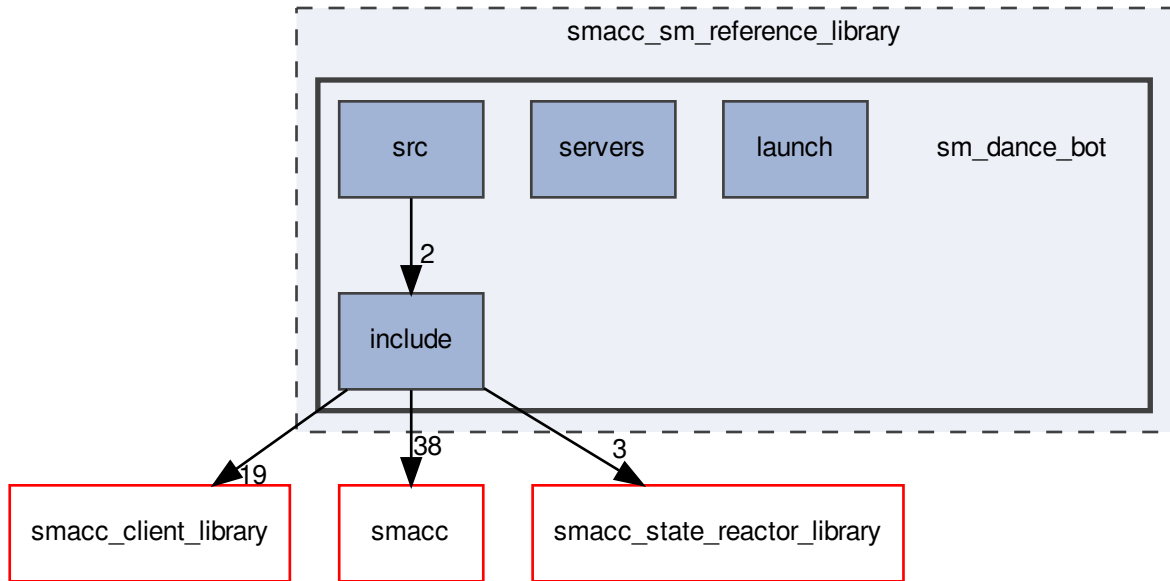 smacc_sm_reference_library
src
servers
launch
sm_dance_bot
2
include
19
38
3
smacc_client_library
smacc
smacc_state_reactor_library